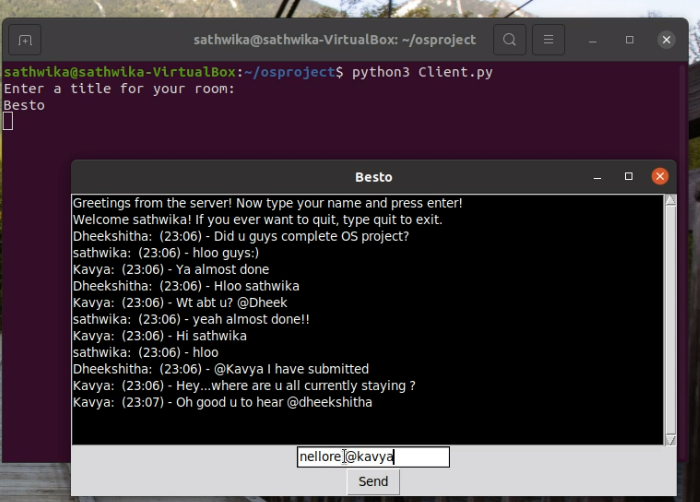 sathwika@sathwika-VirtualBox: ~/osproject
sathwika@sathwika-VirtualBox:~/osproject$ python3 Client.py
Enter a title for your room:
Besto
Besto
Greetings from the server! Now type your name and press enter!
Welcome sathwika! If you ever want to quit, type quit to exit.
Dheekshitha: (23:06) - Did u guys complete OS project?
sathwika: (23:06) - hloo guys:)
Kavya: (23:06) - Ya almost done
Dheekshitha: (23:06) - Hloo sathwika
Kavya: (23:06) - Wt abt u? @Dheek
sathwika: (23:06) - yeah almost done!!
Kavya: (23:06) - Hi sathwika
sathwika: (23:06) - hloo
Dheekshitha: (23:06) - @Kavya I have submitted
Kavya: (23:06) - Hey...where are u all currently staying ?
Kavya: (23:07) - Oh good u to hear @dheekshitha
nellore @kavya
Send